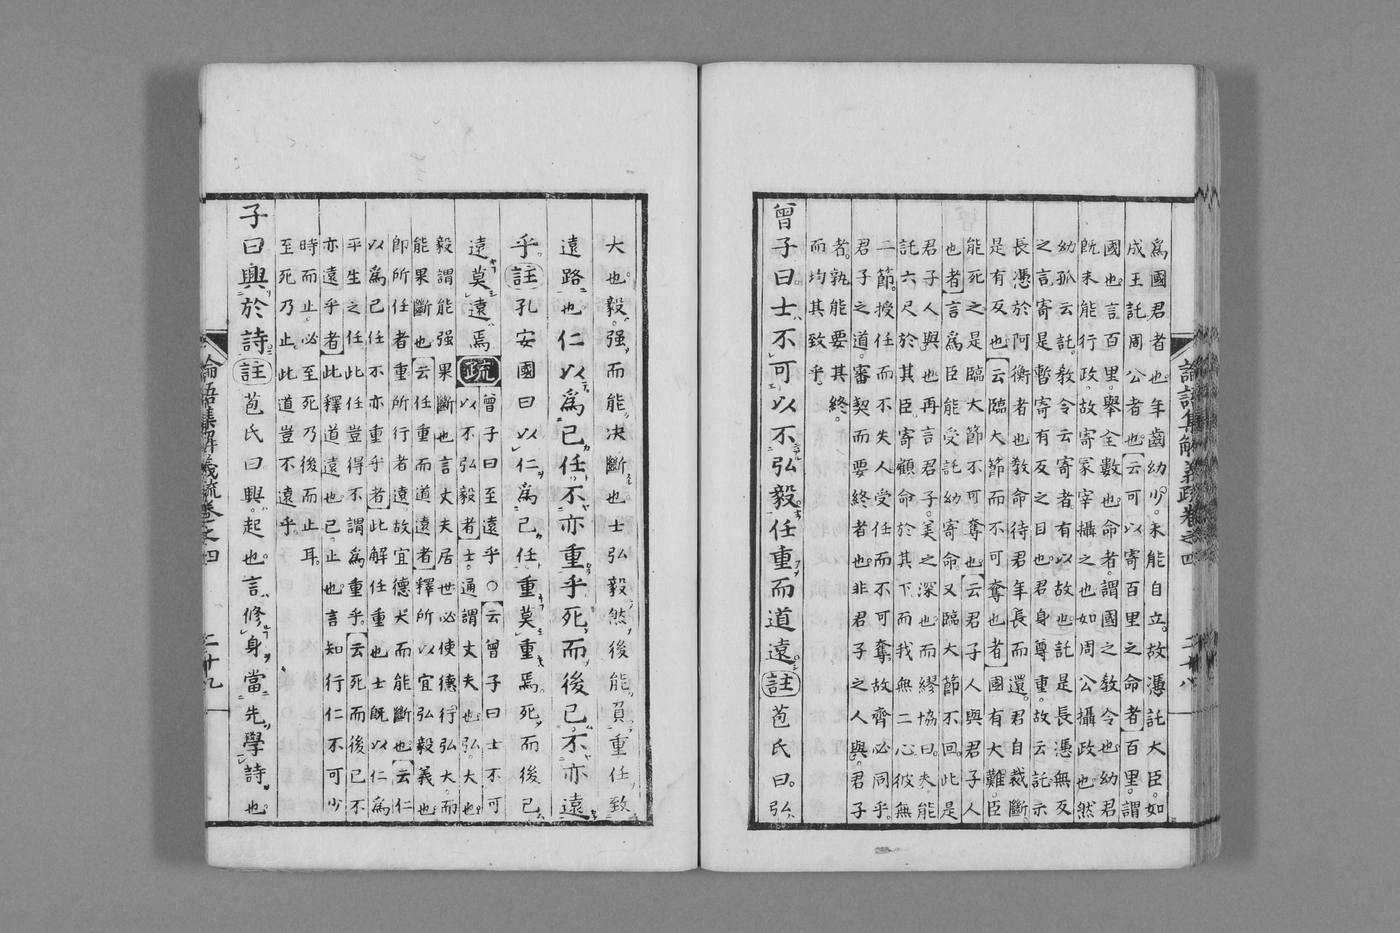 爲國君者也年齒幼少未能自立故憑託大臣如
成王託周公者也云可以寄百里之命者百里謂
國也言百里舉全數也命者謂國之教令也幼君
既未能行政故寄冢宰攝之也如周公攝政也然
幼孤云託教令云寄者有以故也託是長憑無反
之言寄是暫寄有反之目也君身尊重故云託示
長憑於阿衡者也教命待君年長而還君自裁斷
是有反也云臨大節而不可奪也者國有大難臣
能死之是臨大節不可奪也云君子人與君子人
也者言爲臣能受託幼寄命又臨大節不回此是
君子人與也再言君子美之深也而繆協曰夫能
託六尺於其臣寄顧命於其下而我無二心彼無
二節授任而不失人受任而不可奪故齊必同乎
君子之道審契而要終者也非君子之人與君子
者孰能要其終
而均其致乎
曾子曰士不可以不弘毅任重而道遠註苞氏曰弘
論語集解義疏卷之四 二十八
大也毅强而能决斷也士弘毅然後能負重任致
遠路也仁以爲己任不亦重乎死而後已不亦遠
乎註孔安國曰以仁爲己任重莫重焉死而後已
遠莫遠焉疏曾子曰至遠乎○云曾子曰士不可
以不弘毅者士通謂丈夫也弘大也
毅謂能强果斷也言丈夫居世必使德行弘大而
能果斷也云任重而道遠者釋所以宜弘毅義也
即所任者重所行者遠故宜德大而能斷也云仁
以爲己任不亦重乎者此解任重也士既以仁爲
平生之任此任豈得不謂爲重乎云死而後已不
亦遠乎者此釋道遠也已止也言知行仁不可少
時而止必至死乃後而止耳
至死乃止此道豈不遠乎
子曰興於詩註苞氏曰興起也言修身當先學詩也
論語集解義疏卷之四 二十九